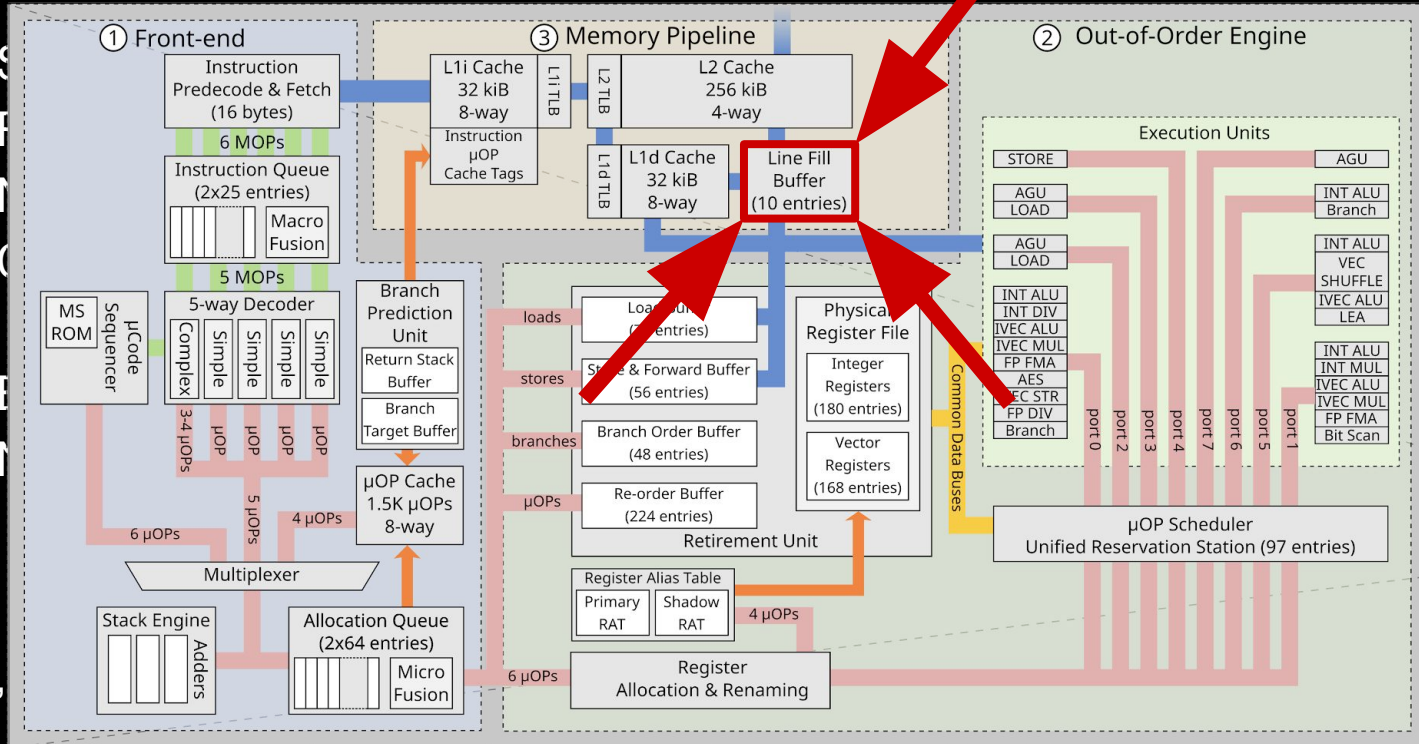 ① Front-end
Instruction
Predecode & Fetch
(16 bytes)
6 MOPs
Instruction Queue
(2x25 entries)
Macro
Fusion
5 MOPs
MS
ROM
µCode
Sequencer
5-way Decoder
Complex
Simple
Simple
Simple
Simple
3-4 µOPs
µOP
µOP
µOP
µOP
5 µOPs
6 µOPs
4 µOPs
Branch
Prediction
Unit
Return Stack
Buffer
Branch
Target Buffer
µOP Cache
1.5K µOPs
8-way
Multiplexer
Stack Engine
Adders
Allocation Queue
(2x64 entries)
Micro
Fusion
③ Memory Pipeline
L1i Cache
32 kiB
8-way
L1i TLB
Instruction
µOP
Cache Tags
L2 TLB
L2 Cache
256 kiB
4-way
L1d TLB
L1d Cache
32 kiB
8-way
Line Fill
Buffer
(10 entries)
② Out-of-Order Engine
Execution Units
STORE
AGU
LOAD
AGU
LOAD
INT ALU
INT DIV
IVEC ALU
IVEC MUL
FP FMA
AES
FP DIV
Branch
AGU
INT ALU
Branch
INT ALU
VEC
SHUFFLE
IVEC ALU
LEA
INT ALU
INT MUL
IVEC ALU
IVEC MUL
FP FMA
Bit Scan
port 0
port 2
port 3
port 4
port 7
port 6
port 5
port 1
Common Data Buses
loads
stores
branches
µOPs
entries)
& Forward Buffer
(56 entries)
Branch Order Buffer
(48 entries)
Re-order Buffer
(224 entries)
Physical
Register File
Integer
Registers
(180 entries)
Vector
Registers
(168 entries)
Retirement Unit
Register Alias Table
Primary
RAT
Shadow
RAT
4 µOPs
6 µOPs
Register
Allocation & Renaming
µOP Scheduler
Unified Reservation Station (97 entries)